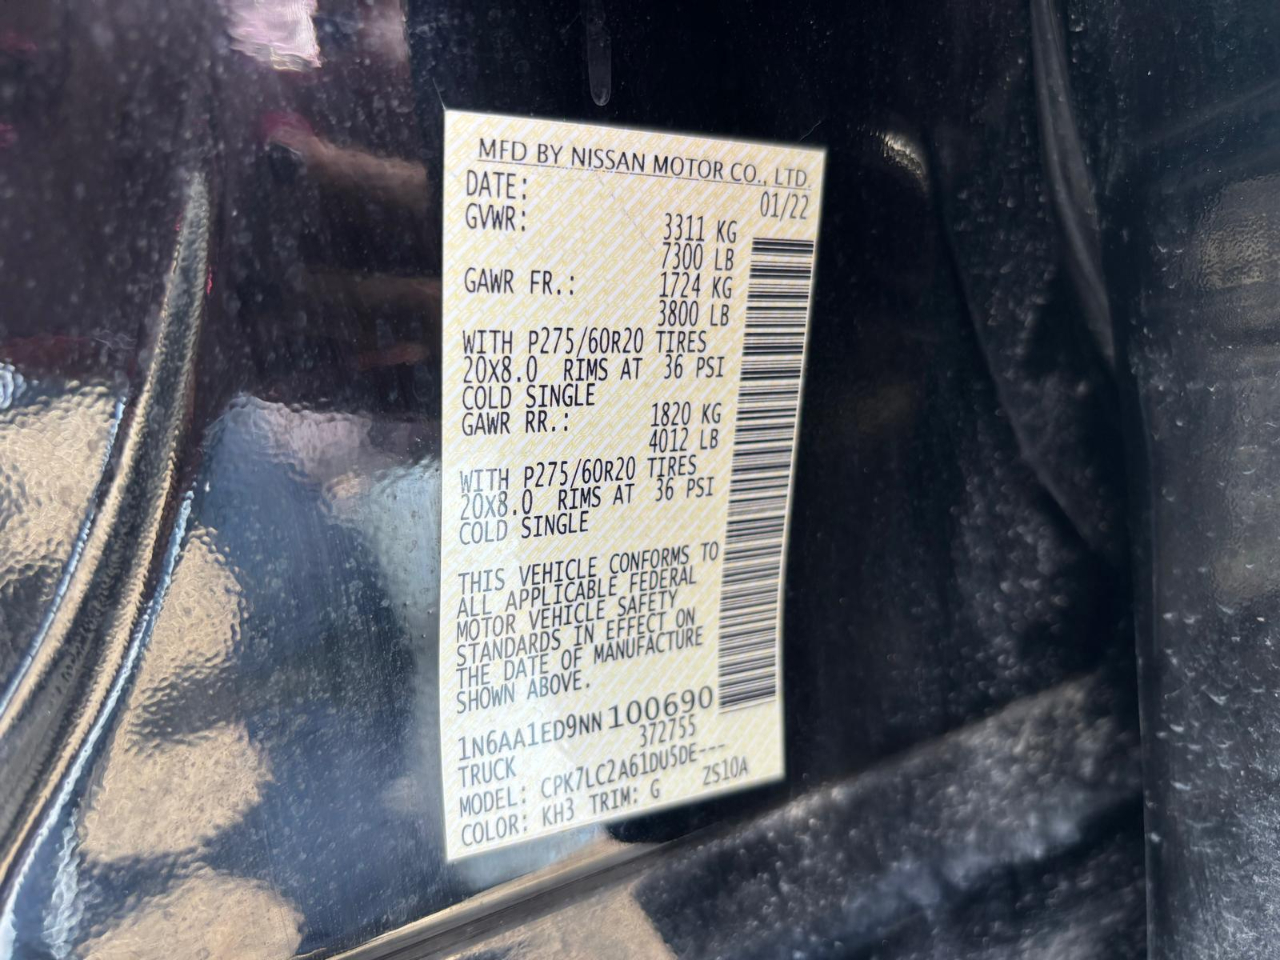 MFD BY NISSAN MOTOR CO., LTD.
DATE: 01/22
GVWR: 3311 KG
7300 LB
GAWR FR.: 1724 KG
3800 LB
WITH P275/60R20 TIRES
20X8.0 RIMS AT 36 PSI
COLD SINGLE
GAWR RR.: 1820 KG
4012 LB
WITH P275/60R20 TIRES
20X8.0 RIMS AT 36 PSI
COLD SINGLE
THIS VEHICLE CONFORMS TO
ALL APPLICABLE FEDERAL
MOTOR VEHICLE SAFETY
STANDARDS IN EFFECT ON
THE DATE OF MANUFACTURE
SHOWN ABOVE.
1N6AA1ED9NN100690
TRUCK 372755
MODEL: CPK7LC2A61DU5DE---
COLOR: KH3 TRIM: G ZS10A